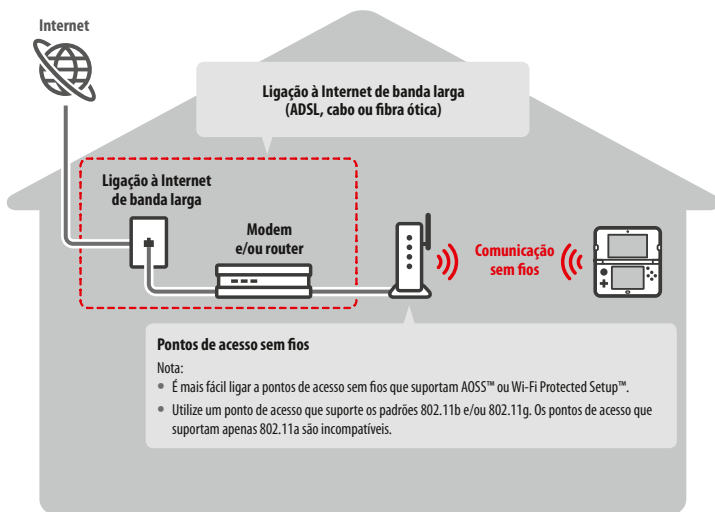 Internet
Ligação à Internet de banda larga
(ADSL, cabo ou fibra ótica)
Ligação à Internet
de banda larga
Modem
e/ou router
Comunicação
sem fios
Pontos de acesso sem fios
Nota:
• É mais fácil ligar a pontos de acesso sem fios que suportam AOSS™ ou Wi-Fi Protected Setup™.
• Utilize um ponto de acesso que suporte os padrões 802.11b e/ou 802.11g. Os pontos de acesso que
suportam apenas 802.11a são incompatíveis.